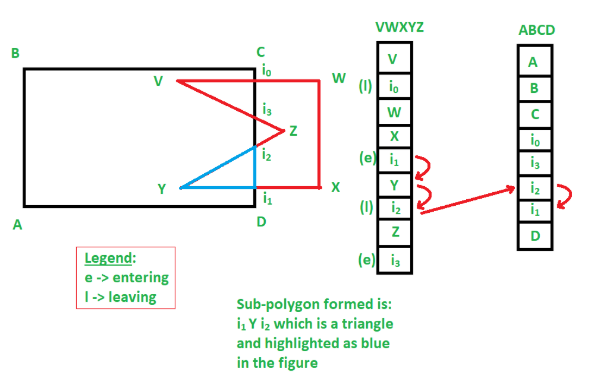 VWXYZ
ABCD
B
C
V
i0
W
i3
Z
i2
Y
X
i1
A
D
V
(l) i0
W
X
(e) i1
Y
(l) i2
Z
(e) i3
A
B
C
i0
i3
i2
i1
D
Legend:
e -> entering
l -> leaving
Sub-polygon formed is:
i1 Y i2 which is a triangle
and highlighted as blue
in the figure